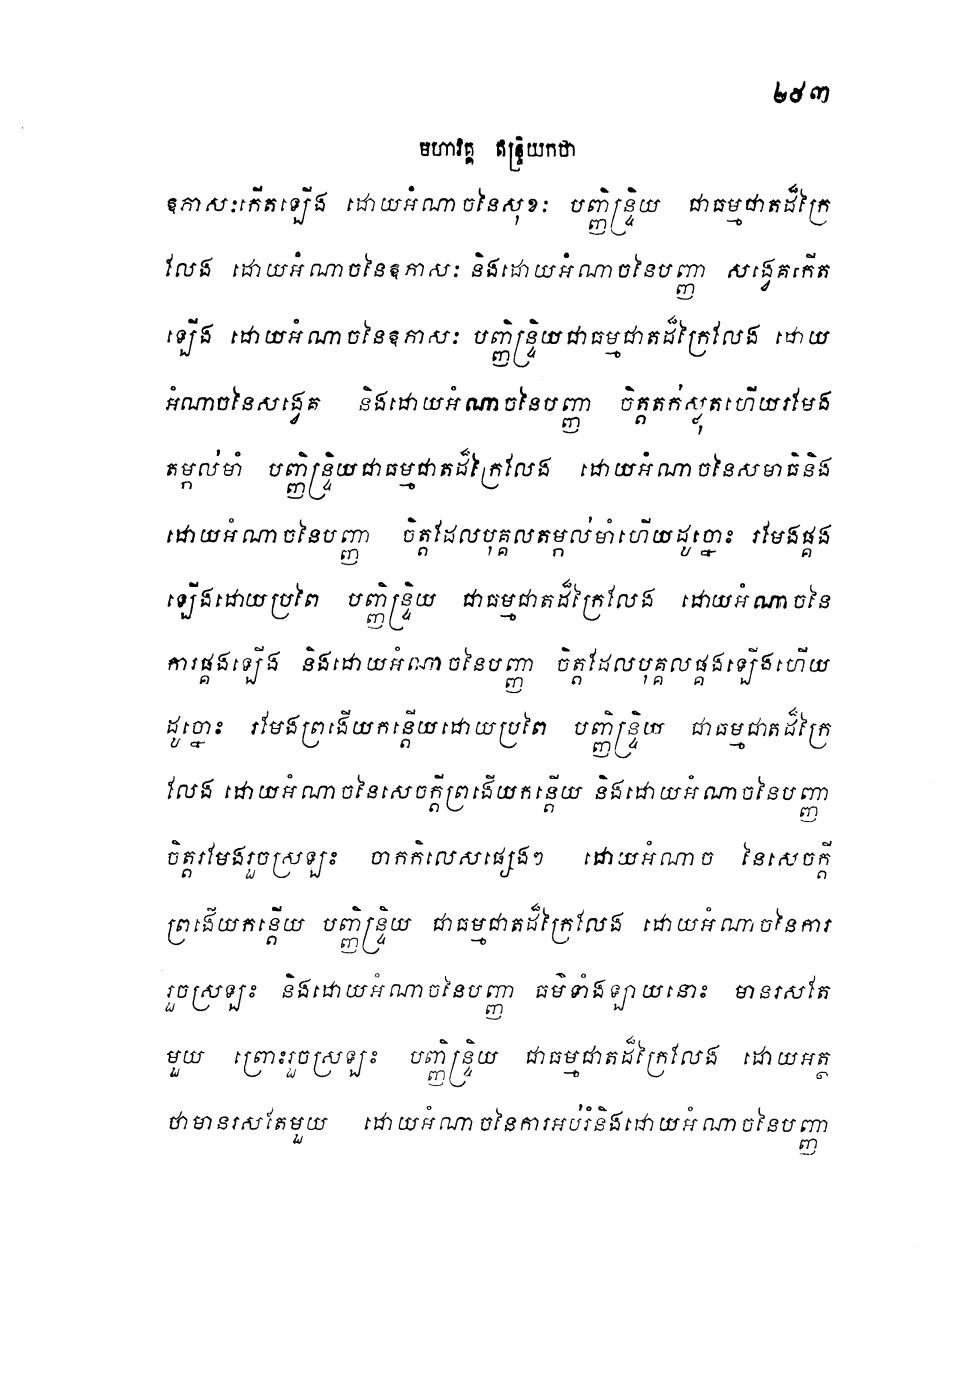 ២៩៣
មហាវគ្គ ឥន្ទ្រិយកថា
ឧកាសៈកើតឡើង ដោយអំណាចនៃសុខៈ បញ្ញិន្ទ្រិយ ជាធម្មជាតដ៏ក្រៃ
លែង ដោយអំណាចនៃឧកាសៈ និងដោយអំណាចនៃបញ្ញា សង្វេគកើត
ឡើង ដោយអំណាចនៃឧកាសៈ បញ្ញិន្ទ្រិយជាធម្មជាតដ៏ក្រៃលែង ដោយ
អំណាចនៃសង្វេគ និងដោយអំណាចនៃបញ្ញា ចិត្តតក់ស្លុតហើយរមែង
តម្កល់មាំ បញ្ញិន្ទ្រិយជាធម្មជាតដ៏ក្រៃលែង ដោយអំណាចនៃសមាធិនិង
ដោយអំណាចនៃបញ្ញា ចិត្តដែលបុគ្គលតម្កល់មាំហើយដូច្នោះ រមែងផ្គង
ឡើងដោយប្រពៃ បញ្ញិន្ទ្រិយ ជាធម្មជាតដ៏ក្រៃលែង ដោយអំណាចនៃ
ការផ្គងឡើង និងដោយអំណាចនៃបញ្ញា ចិត្តដែលបុគ្គលផ្គងឡើងហើយ
ដូច្នោះ រមែងព្រងើយកន្តើយដោយប្រពៃ បញ្ញិន្ទ្រិយ ជាធម្មជាតដ៏ក្រៃ
លែង ដោយអំណាចនៃសេចក្តីព្រងើយកន្តើយ និងដោយអំណាចនៃបញ្ញា
ចិត្តរមែងរួចស្រឡះ ចាកកិលេសផ្សេងៗ ដោយអំណាច នៃសេចក្តី
ព្រងើយកន្តើយ បញ្ញិន្ទ្រិយ ជាធម្មជាតដ៏ក្រៃលែង ដោយអំណាចនៃការ
រួចស្រឡះ និងដោយអំណាចនៃបញ្ញា ធម៌ទាំងឡាយនោះ មានរសតែ
មួយ ព្រោះរួចស្រឡះ បញ្ញិន្ទ្រិយ ជាធម្មជាតដ៏ក្រៃលែង ដោយអត្ថ
ថាមានរសតែមួយ ដោយអំណាចនៃការអប់រំនិងដោយអំណាចនៃបញ្ញា